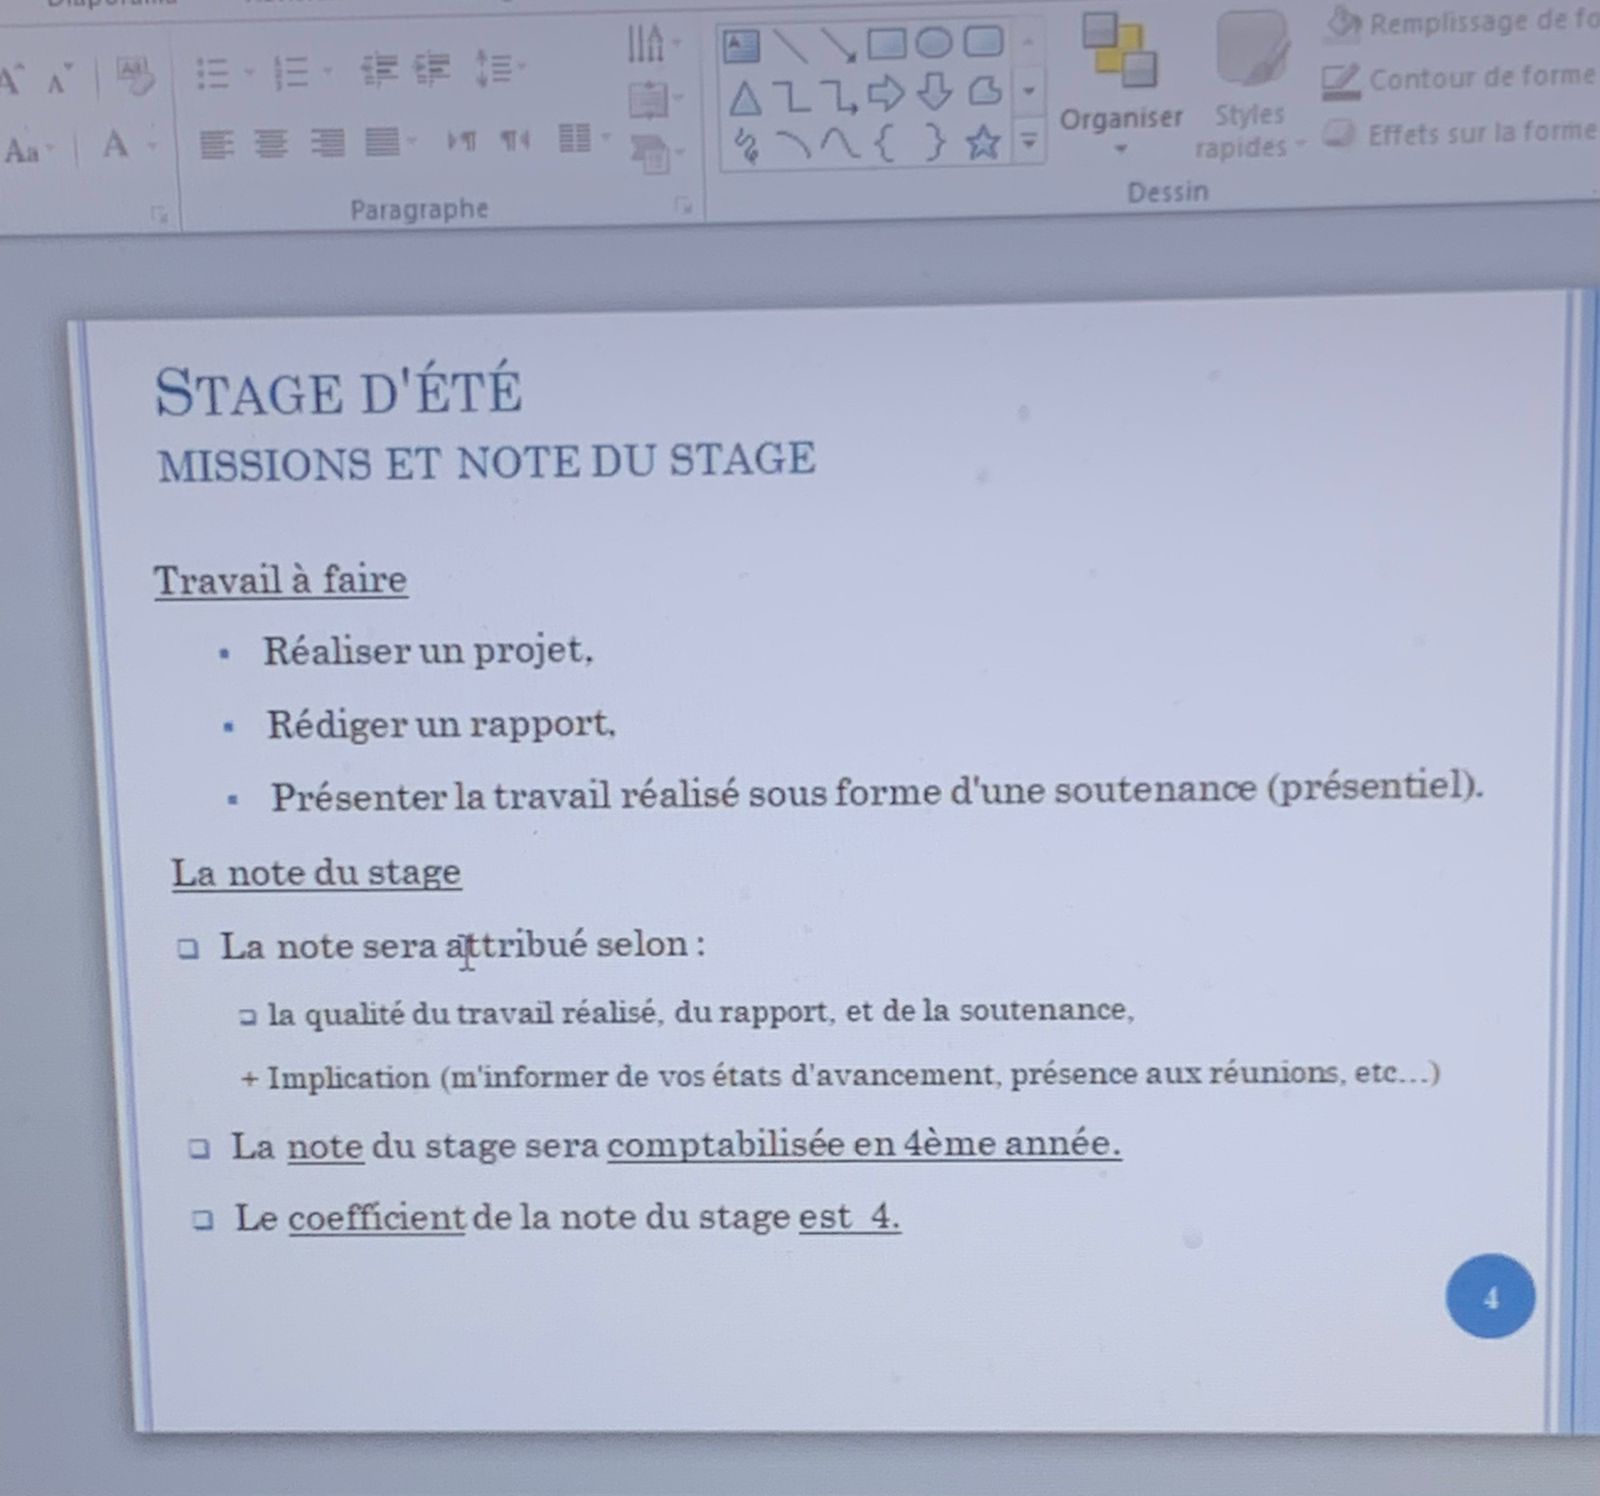 Aa A
Paragraphe
Organiser
Styles
rapides
Dessin
Remplissage de
Contour de forme
Effets sur la forme
STAGE D'ÉTÉ
MISSIONS ET NOTE DU STAGE
Travail à faire
▪ Réaliser un projet,
▪ Rédiger un rapport,
▪ Présenter la travail réalisé sous forme d'une soutenance (présentiel).
La note du stage
❑ La note sera attribué selon :
❑ la qualité du travail réalisé, du rapport, et de la soutenance,
+ Implication (m'informer de vos états d'avancement, présence aux réunions, etc...)
❑ La note du stage sera comptabilisée en 4ème année.
❑ Le coefficient de la note du stage est 4.
4